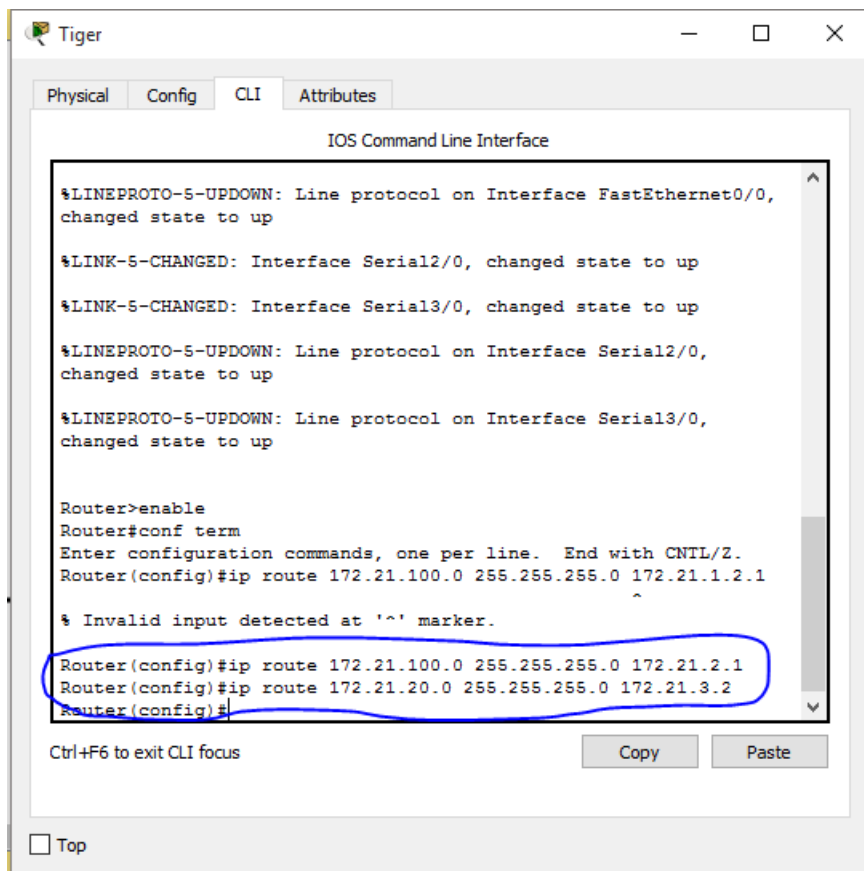 Tiger
Physical Config CLI Attributes
IOS Command Line Interface
%LINEPROTO-5-UPDOWN: Line protocol on Interface FastEthernet0/0,
changed state to up
%LINK-5-CHANGED: Interface Serial2/0, changed state to up
%LINK-5-CHANGED: Interface Serial3/0, changed state to up
%LINEPROTO-5-UPDOWN: Line protocol on Interface Serial2/0,
changed state to up
%LINEPROTO-5-UPDOWN: Line protocol on Interface Serial3/0,
changed state to up
Router>enable
Router#conf term
Enter configuration commands, one per line.  End with CNTL/Z.
Router(config)#ip route 172.21.100.0 255.255.255.0 172.21.1.2.1
^
% Invalid input detected at '^' marker.
Router(config)#ip route 172.21.100.0 255.255.255.0 172.21.2.1
Router(config)#ip route 172.21.20.0 255.255.255.0 172.21.3.2
Router(config)#
Ctrl+F6 to exit CLI focus
Copy Paste
Top